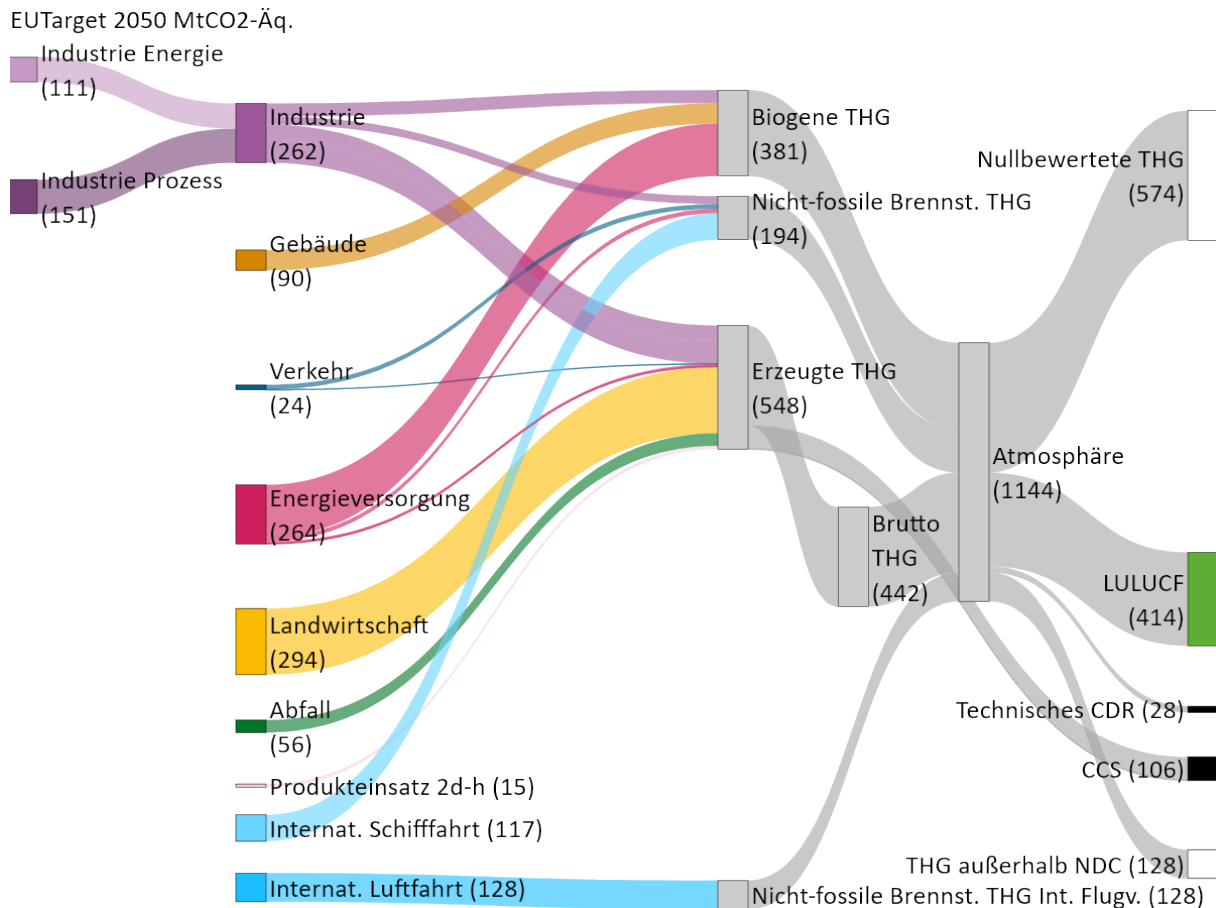 EUTarget 2050 MtCO2-Äq.
Industrie Energie
(111)
Industrie
(262)
Industrie Prozess
(151)
Gebäude
(90)
Verkehr
(24)
Energieversorgung
(264)
Landwirtschaft
(294)
Abfall
(56)
Produkteinsatz 2d-h (15)
Internat. Schifffahrt (117)
Internat. Luftfahrt (128)
Biogene THG
(381)
Nicht-fossile Brennst. THG
(194)
Erzeugte THG
(548)
Brutto
THG
(442)
Nicht-fossile Brennst. THG Int. Flugv. (128)
Atmosphäre
(1144)
Nullbewertete THG
(574)
LULUCF
(414)
Technisches CDR (28)
CCS (106)
THG außerhalb NDC (128)